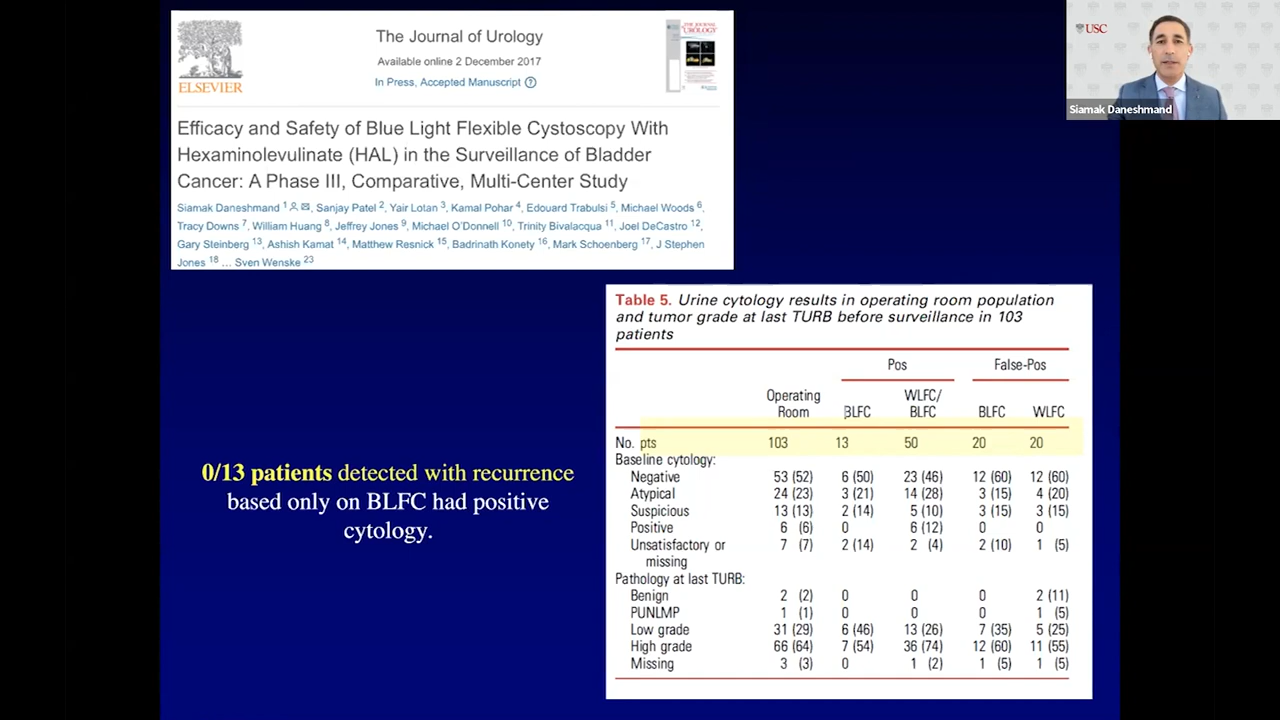 ELSEVIER
The Journal of Urology
Available online 2 December 2017
In Press, Accepted Manuscript ?
Efficacy and Safety of Blue Light Flexible Cystoscopy With
Hexaminolevulinate (HAL) in the Surveillance of Bladder
Cancer: A Phase III, Comparative, Multi-Center Study
Siamak Daneshmand 1, Sanjay Patel 2, Yair Lotan 3, Kamal Pohar 4, Edouard Trabulsi 5, Michael Woods 6,
Tracy Downs 7, William Huang 8, Jeffrey Jones 9, Michael O'Donnell 10, Trinity Bivalacqua 11, Joel DeCastro 12,
Gary Steinberg 13, Ashish Kamat 14, Matthew Resnick 15, Badrinath Konety 16, Mark Schoenberg 17, J Stephen
Jones 18 ... Sven Wenske 23
USC
Siamak Daneshmand
0/13 patients detected with recurrence
based only on BLFC had positive
cytology.
Table 5. Urine cytology results in operating room population
and tumor grade at last TURB before surveillance in 103
patients
Pos False-Pos
Operating Room BLFC WLFC/ BLFC BLFC WLFC
No. pts 103 13 50 20 20
Baseline cytology:
Negative 53 (52) 6 (50) 23 (46) 12 (60) 12 (60)
Atypical 24 (23) 3 (21) 14 (28) 3 (15) 4 (20)
Suspicious 13 (13) 2 (14) 5 (10) 3 (15) 3 (15)
Positive 6 (6) 0 6 (12) 0 0
Unsatisfactory or 7 (7) 2 (14) 2 (4) 2 (10) 1 (5)
missing
Pathology at last TURB:
Benign 2 (2) 0 0 0 2 (11)
PUNLMP 1 (1) 0 0 0 1 (5)
Low grade 31 (29) 6 (46) 13 (26) 7 (35) 5 (25)
High grade 66 (64) 7 (54) 36 (74) 12 (60) 11 (55)
Missing 3 (3) 0 1 (2) 1 (5) 1 (5)